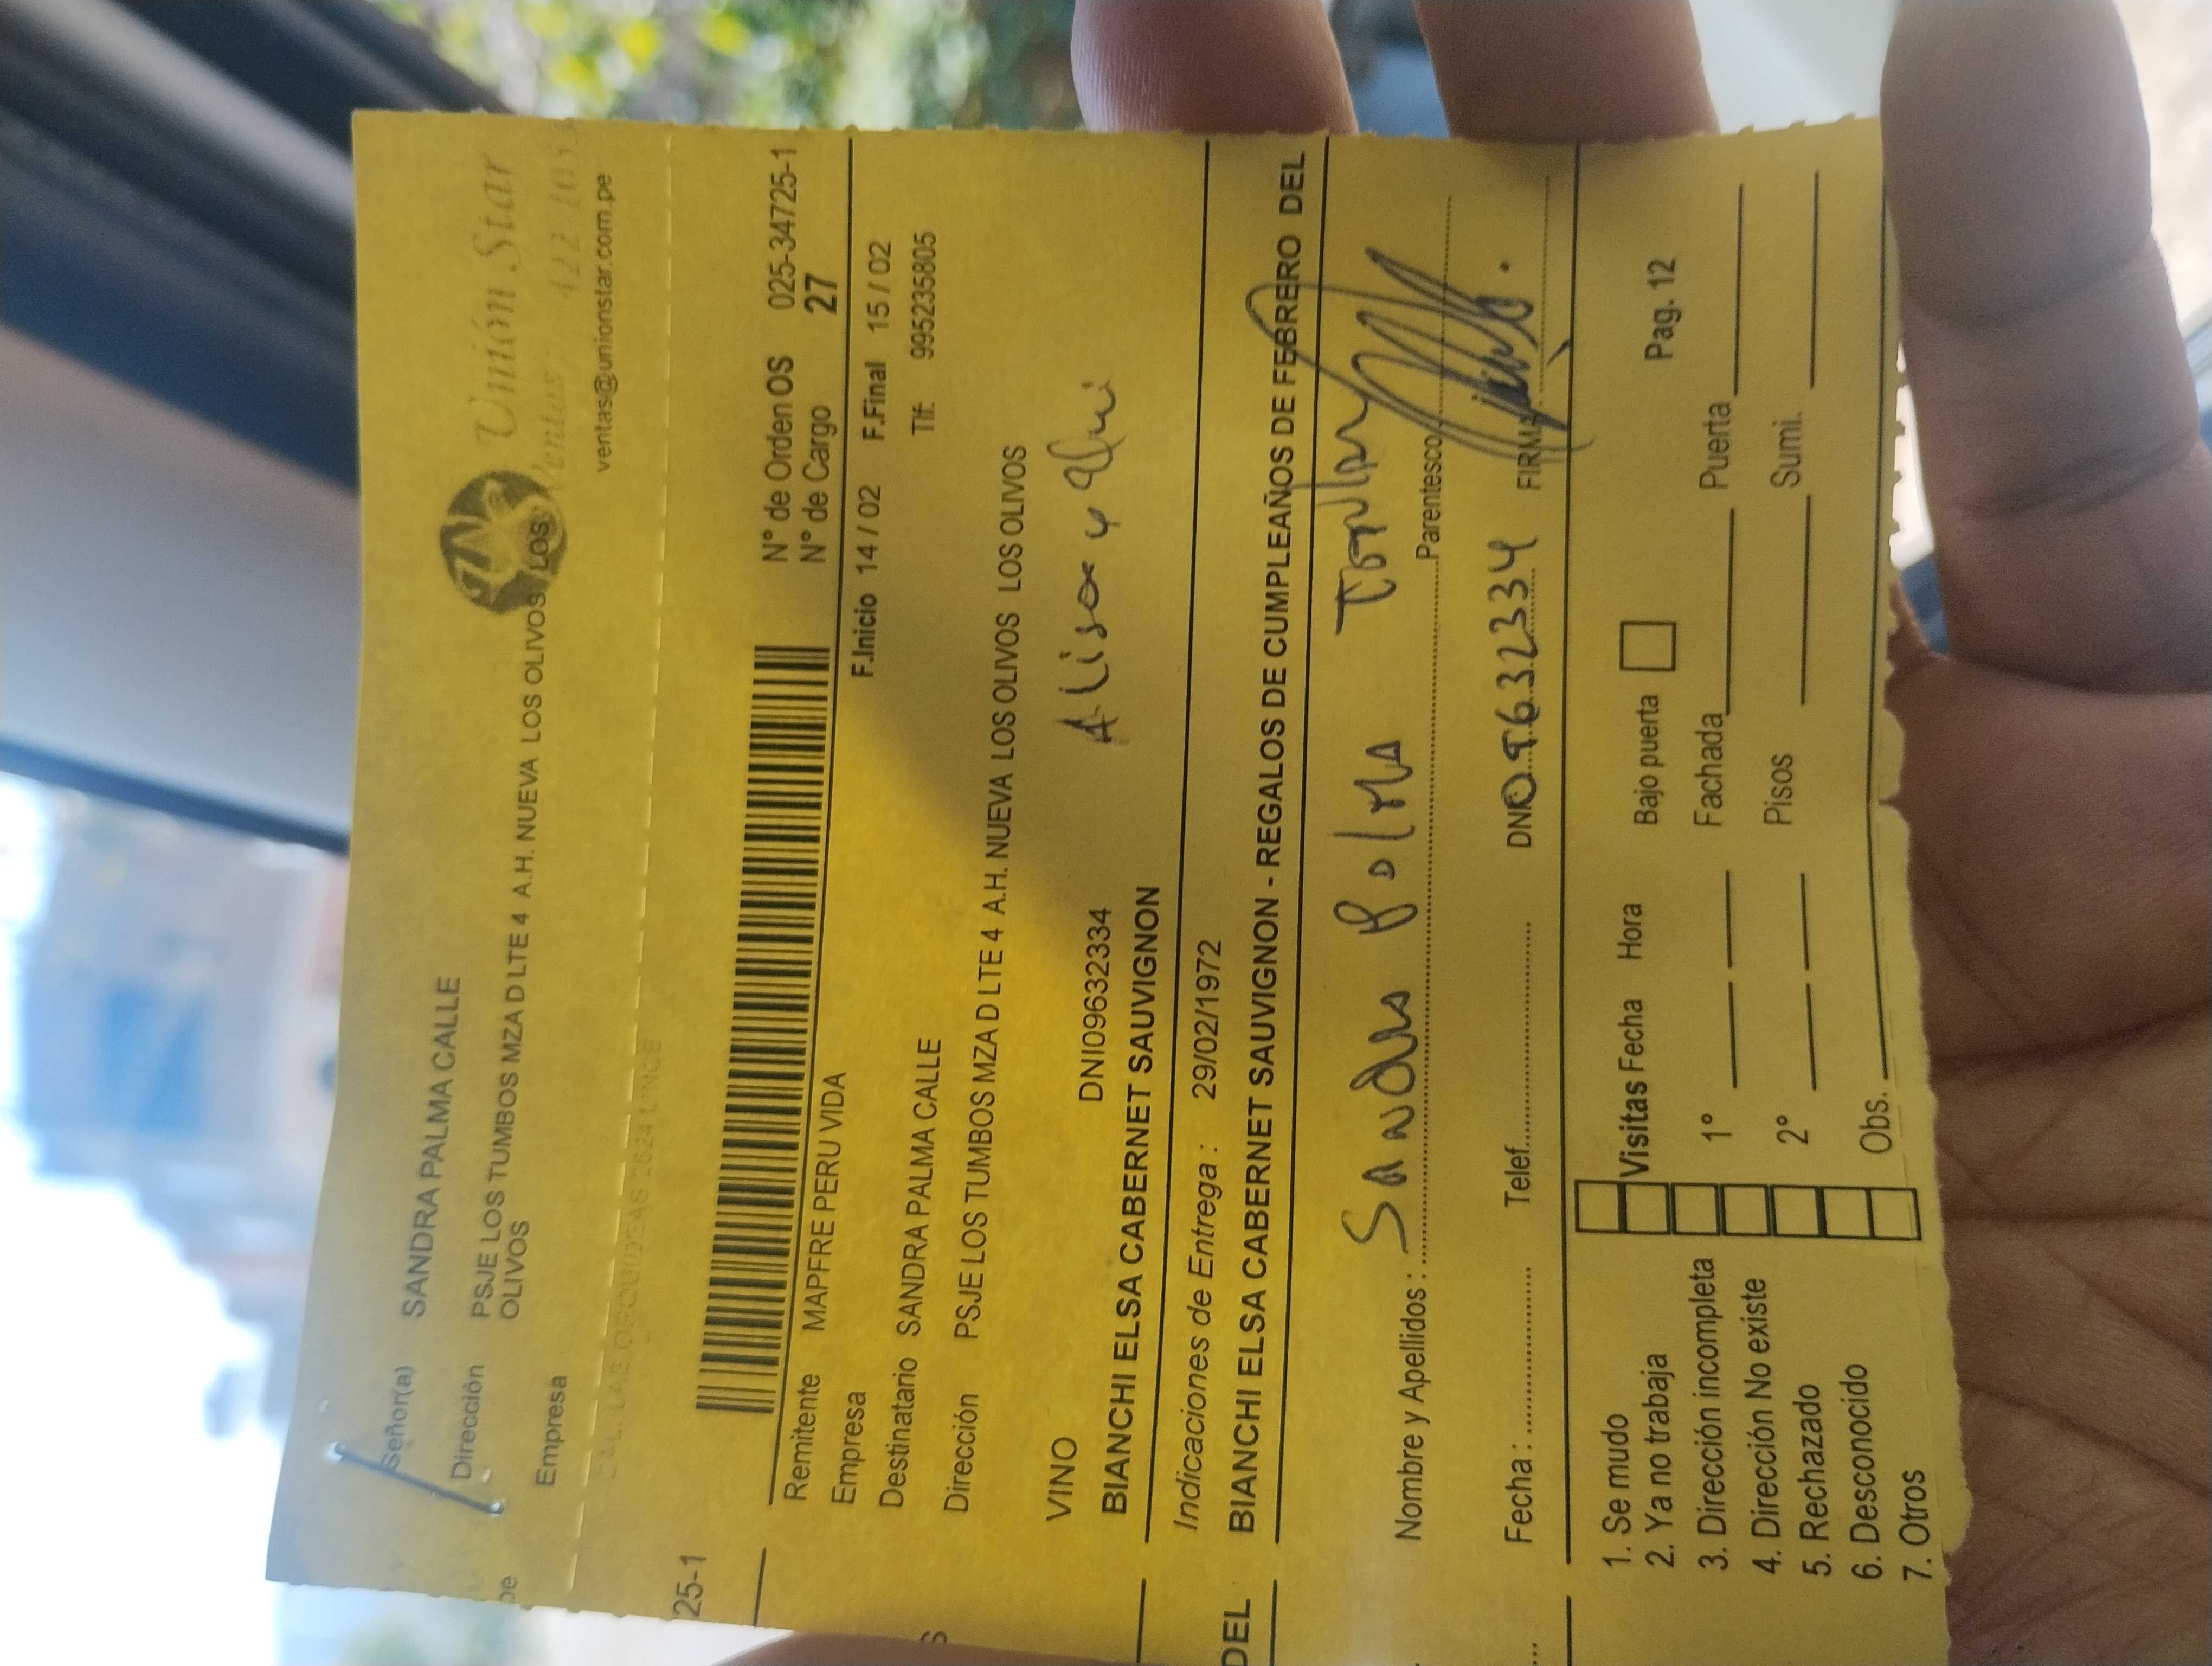 Señor(a) SANDRA PALMA CALLE
Dirección PSJE LOS TUMBOS MZA D LTE 4 A.H. NUEVA LOS OLIVOS LOS
OLIVOS
Empresa
Unión Star
Ventas: 422-105
ventas@unionstar.com.pe
25-1
N° de Orden OS 025-34725-1
N° de Cargo 27
Remitente MAPFRE PERU VIDA
Empresa
F.Inicio 14 / 02 F.Final 15 / 02
Destinatario SANDRA PALMA CALLE Tlf: 995235805
Dirección PSJE LOS TUMBOS MZA D LTE 4 A.H. NUEVA LOS OLIVOS LOS OLIVOS
VINO
DNI09632334
BIANCHI ELSA CABERNET SAUVIGNON
Indicaciones de Entrega : 29/02/1972
DEL BIANCHI ELSA CABERNET SAUVIGNON - REGALOS DE CUMPLEAÑOS DE FEBRERO DEL
Nombre y Apellidos : Sandra Palma
Parentesco
Fecha : Telef. DNI 09632334 FIRMA
1. Se mudo
2. Ya no trabaja
3. Dirección incompleta
4. Dirección No existe
5. Rechazado
6. Desconocido
7. Otros
Visitas Fecha Hora Bajo puerta Pag. 12
1° Fachada Puerta
2° Pisos Sumi.
Obs.